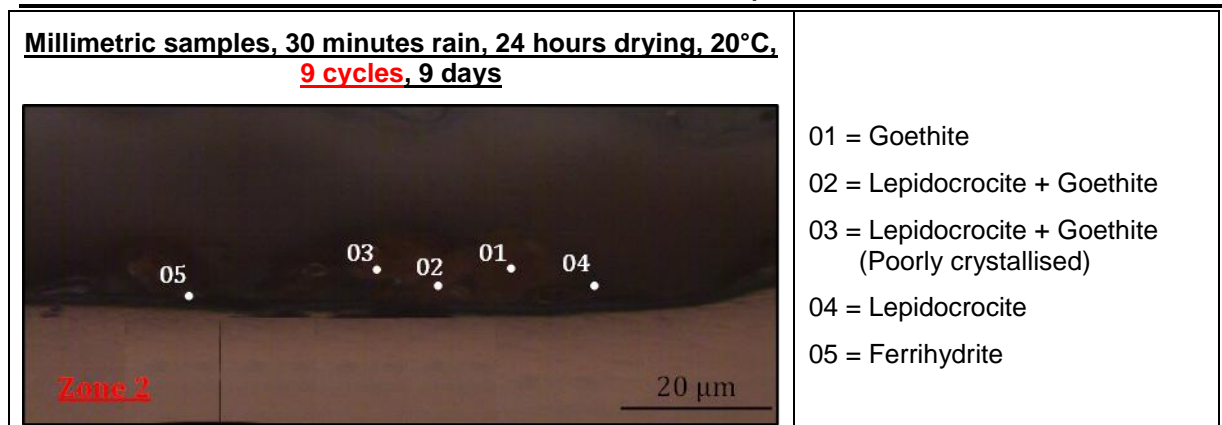 Millimetric samples, 30 minutes rain, 24 hours drying, 20°C,
9 cycles, 9 days
03
02
01
04
05
Zone 2
20 µm
01 = Goethite
02 = Lepidocrocite + Goethite
03 = Lepidocrocite + Goethite
(Poorly crystallised)
04 = Lepidocrocite
05 = Ferrihydrite